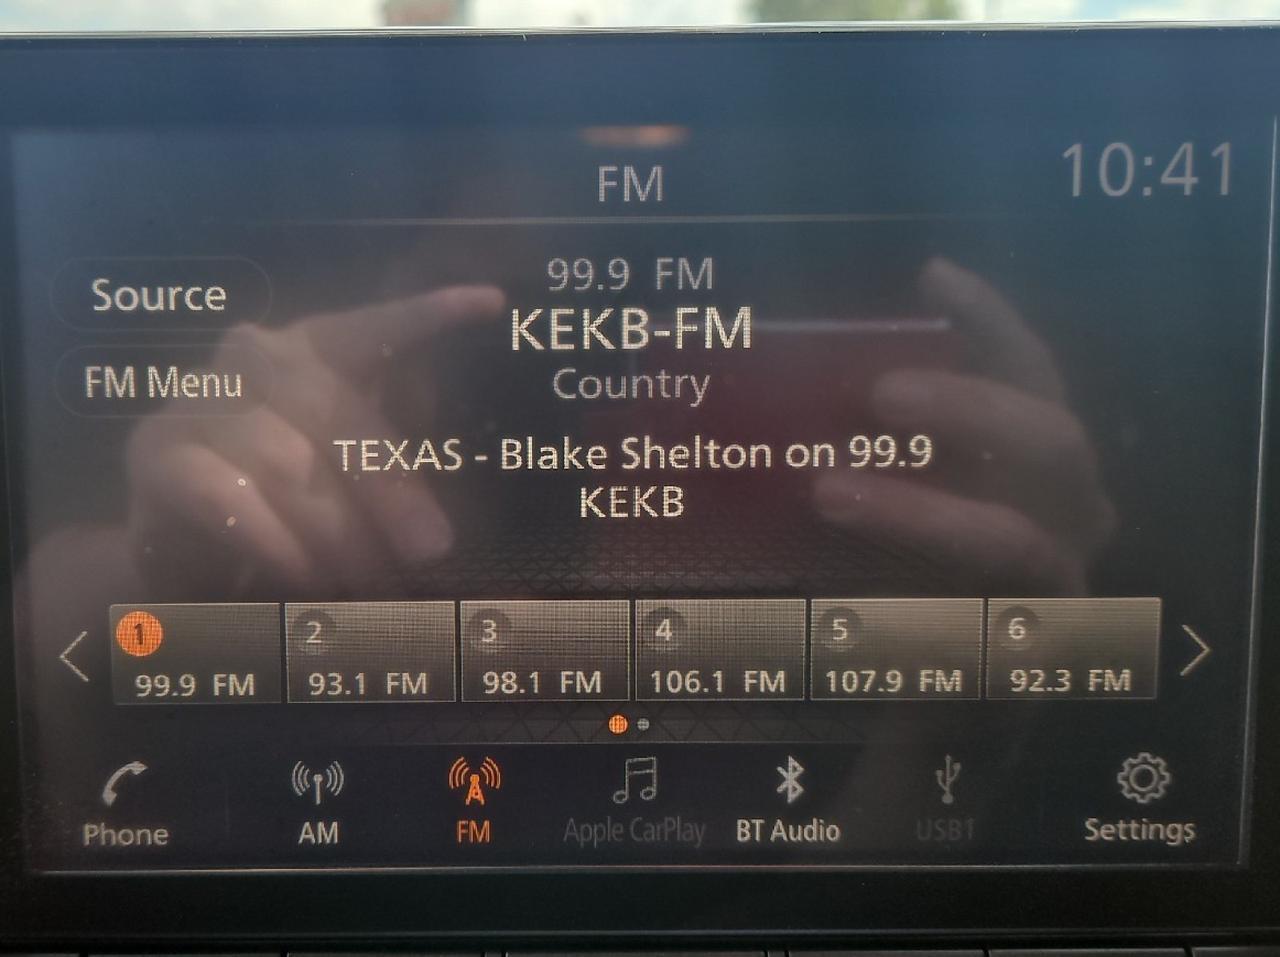 FM
10:41
Source
FM Menu
99.9 FM
KEKB-FM
Country
TEXAS - Blake Shelton on 99.9
KEKB
1
99.9 FM
2
93.1 FM
3
98.1 FM
4
106.1 FM
5
107.9 FM
6
92.3 FM
Phone
AM
FM
Apple CarPlay
BT Audio
USB1
Settings